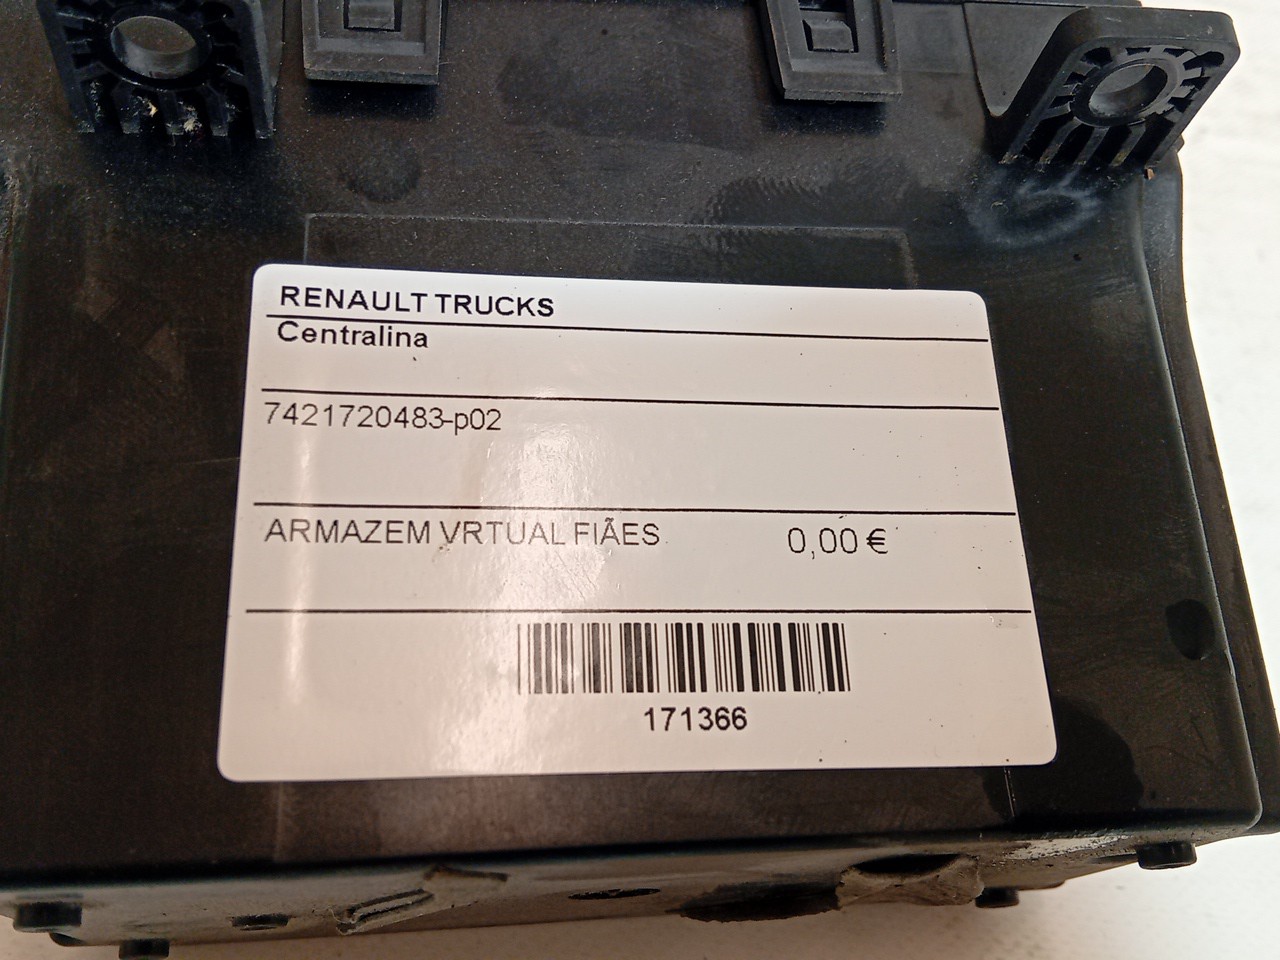 RENAULT TRUCKS
Centralina
7421720483-p02
ARMAZEM VRTUAL FIÃES 0,00 €
171366